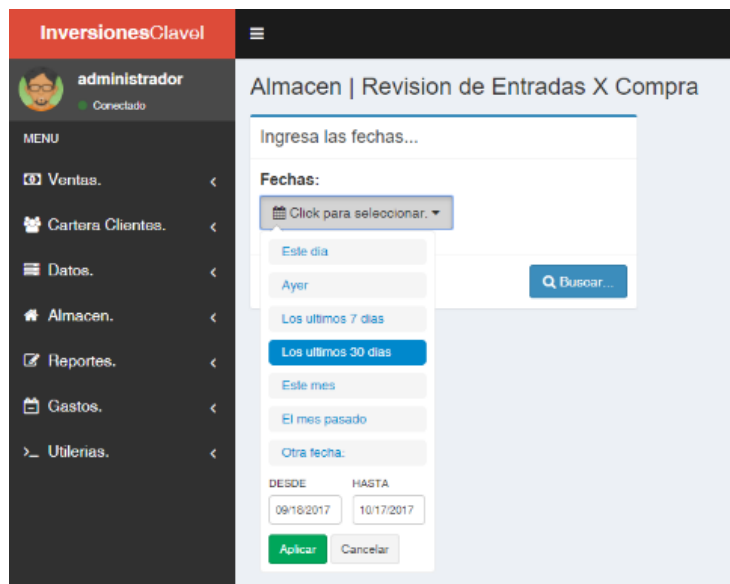 InversionesClavel
administrador
Conectado
MENU
Ventas.
Cartera Clientes.
Datos.
Almacen.
Reportes.
Gastos.
>_ Utilerias.
Almacen | Revision de Entradas X Compra
Ingresa las fechas...
Fechas:
Click para seleccionar.
Este dia
Ayer
Los ultimos 7 dias
Los ultimos 30 dias
Este mes
El mes pasado
Otra fecha:
DESDE HASTA
09/18/2017 10/17/2017
Aplicar Cancelar
Buscar...